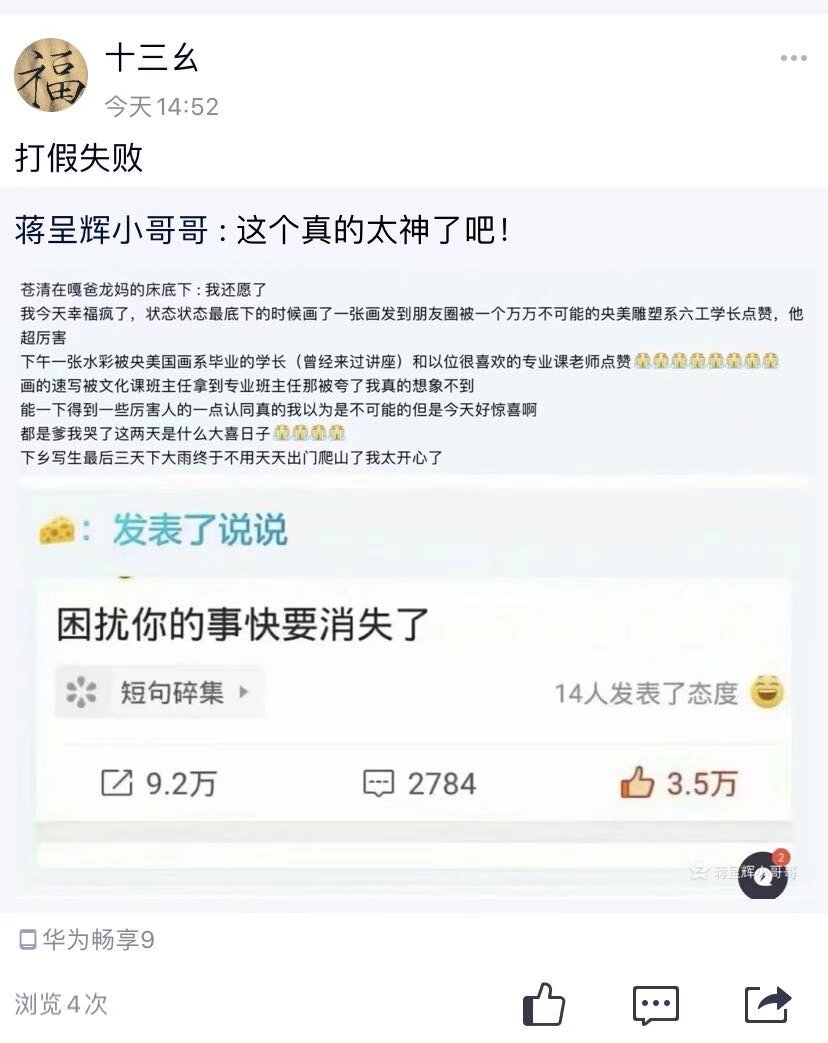 福
十三幺
今天14:52
打假失败
蒋呈辉小哥哥 : 这个真的太神了吧!
苍清在嘎爸龙妈的床底下 : 我还愿了
我今天幸福疯了，状态状态最底下的时候画了一张画发到朋友圈被一个万万不可能的央美雕塑系六工学长点赞，他
超厉害
下午一张水彩被央美国画系毕业的学长（曾经来过讲座）和以位很喜欢的专业课老师点赞😭😭😭😭😭😭😭😭
画的速写被文化课班主任拿到专业班主任那被夸了我真的想象不到
能一下得到一些厉害人的一点认同真的我以为是不可能的但是今天好惊喜啊
都是爹我哭了这两天是什么大喜日子😭😭😭😭
下乡写生最后三天下大雨终于不用天天出门爬山了我太开心了
🧀：发表了说说
困扰你的事快要消失了
短句碎集
14人发表了态度
9.2万
2784
3.5万
2
蒋呈辉小哥哥
华为畅享9
浏览4次